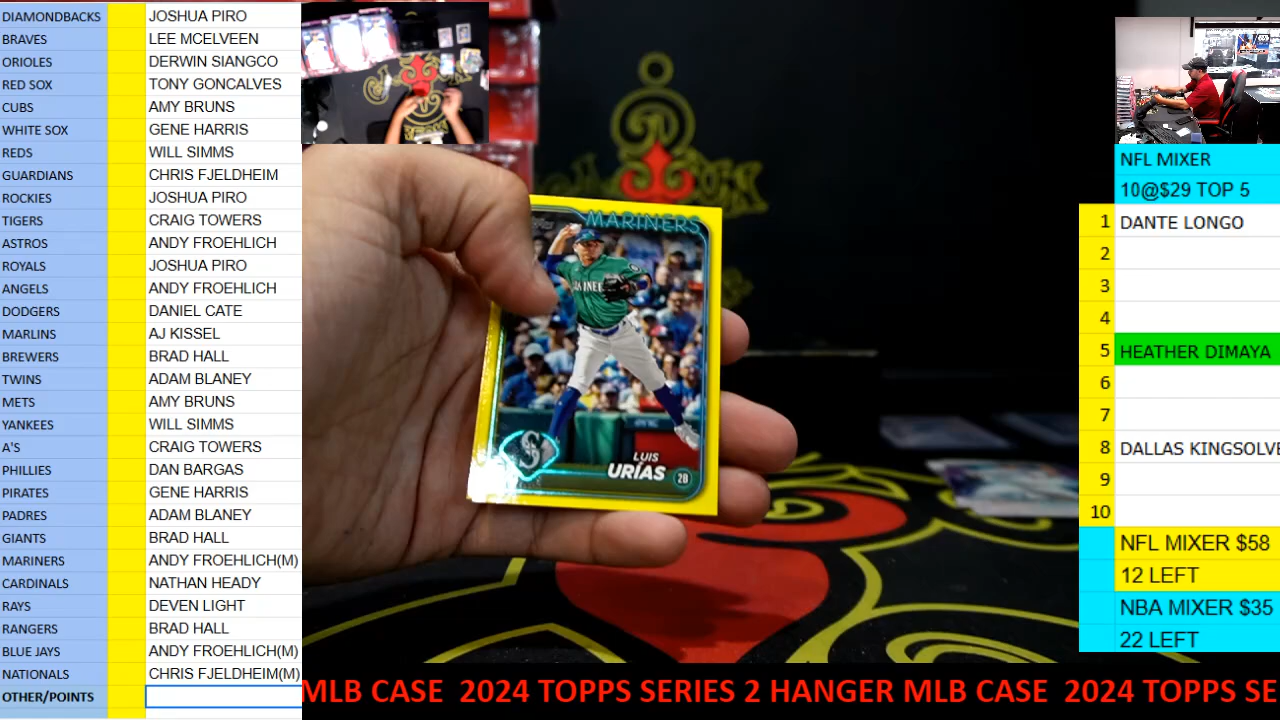 DIAMONDBACKS JOSHUA PIRO
BRAVES LEE MCELVEEN
ORIOLES DERWIN SIANGCO
RED SOX TONY GONCALVES
CUBS AMY BRUNS
WHITE SOX GENE HARRIS
REDS WILL SIMMS
GUARDIANS CHRIS FJELDHEIM
ROCKIES JOSHUA PIRO
TIGERS CRAIG TOWERS
ASTROS ANDY FROEHLICH
ROYALS JOSHUA PIRO
ANGELS ANDY FROEHLICH
DODGERS DANIEL CATE
MARLINS AJ KISSEL
BREWERS BRAD HALL
TWINS ADAM BLANEY
METS AMY BRUNS
YANKEES WILL SIMMS
A'S CRAIG TOWERS
PHILLIES DAN BARGAS
PIRATES GENE HARRIS
PADRES ADAM BLANEY
GIANTS BRAD HALL
MARINERS ANDY FROEHLICH(M)
CARDINALS NATHAN HEADY
RAYS DEVEN LIGHT
RANGERS BRAD HALL
BLUE JAYS ANDY FROEHLICH(M)
NATIONALS CHRIS FJELDHEIM(M)
OTHER/POINTS
MARINERS
LUIS
URÍAS
28
NFL MIXER
10@$29 TOP 5
1 DANTE LONGO
2
3
4
5 HEATHER DIMAYA
6
7
8 DALLAS KINGSOLVE
9
10
NFL MIXER $58
12 LEFT
NBA MIXER $35
22 LEFT
MLB CASE 2024 TOPPS SERIES 2 HANGER MLB CASE 2024 TOPPS SE